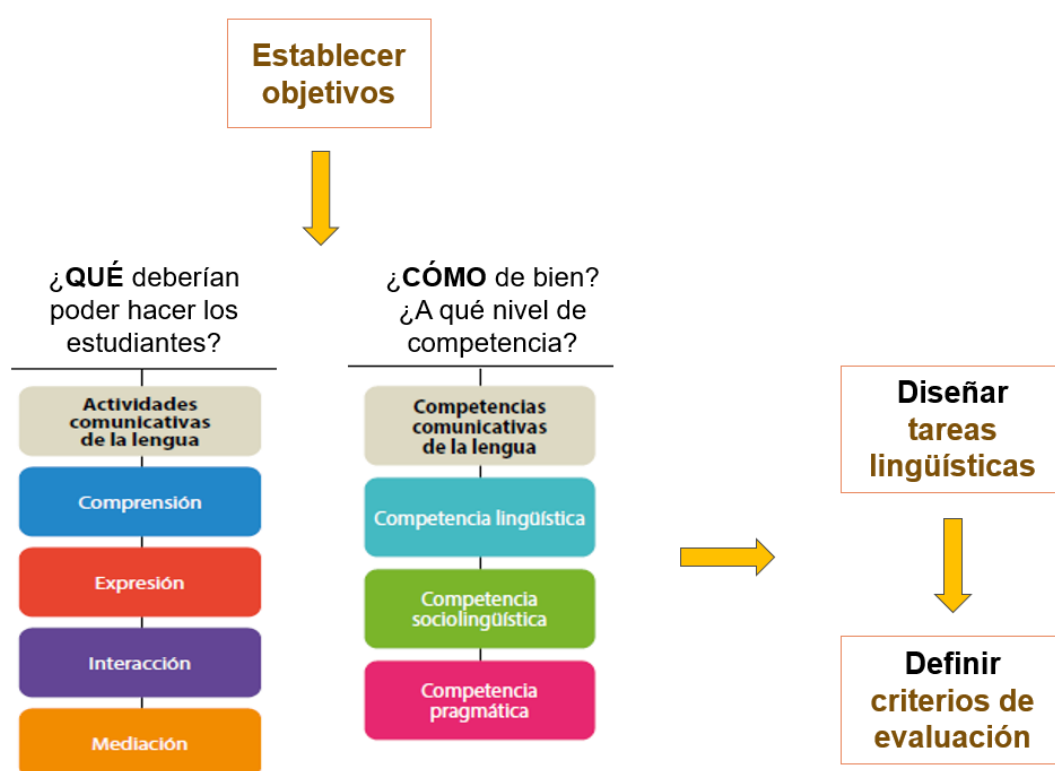 Establecer
objetivos
¿QUÉ deberían
poder hacer los
estudiantes?
Actividades
comunicativas
de la lengua
Comprensión
Expresión
Interacción
Mediación
¿CÓMO de bien?
¿A qué nivel de
competencia?
Competencias
comunicativas
de la lengua
Competencia lingüística
Competencia
sociolingüística
Competencia
pragmática
Diseñar
tareas
lingüísticas
Definir
criterios de
evaluación